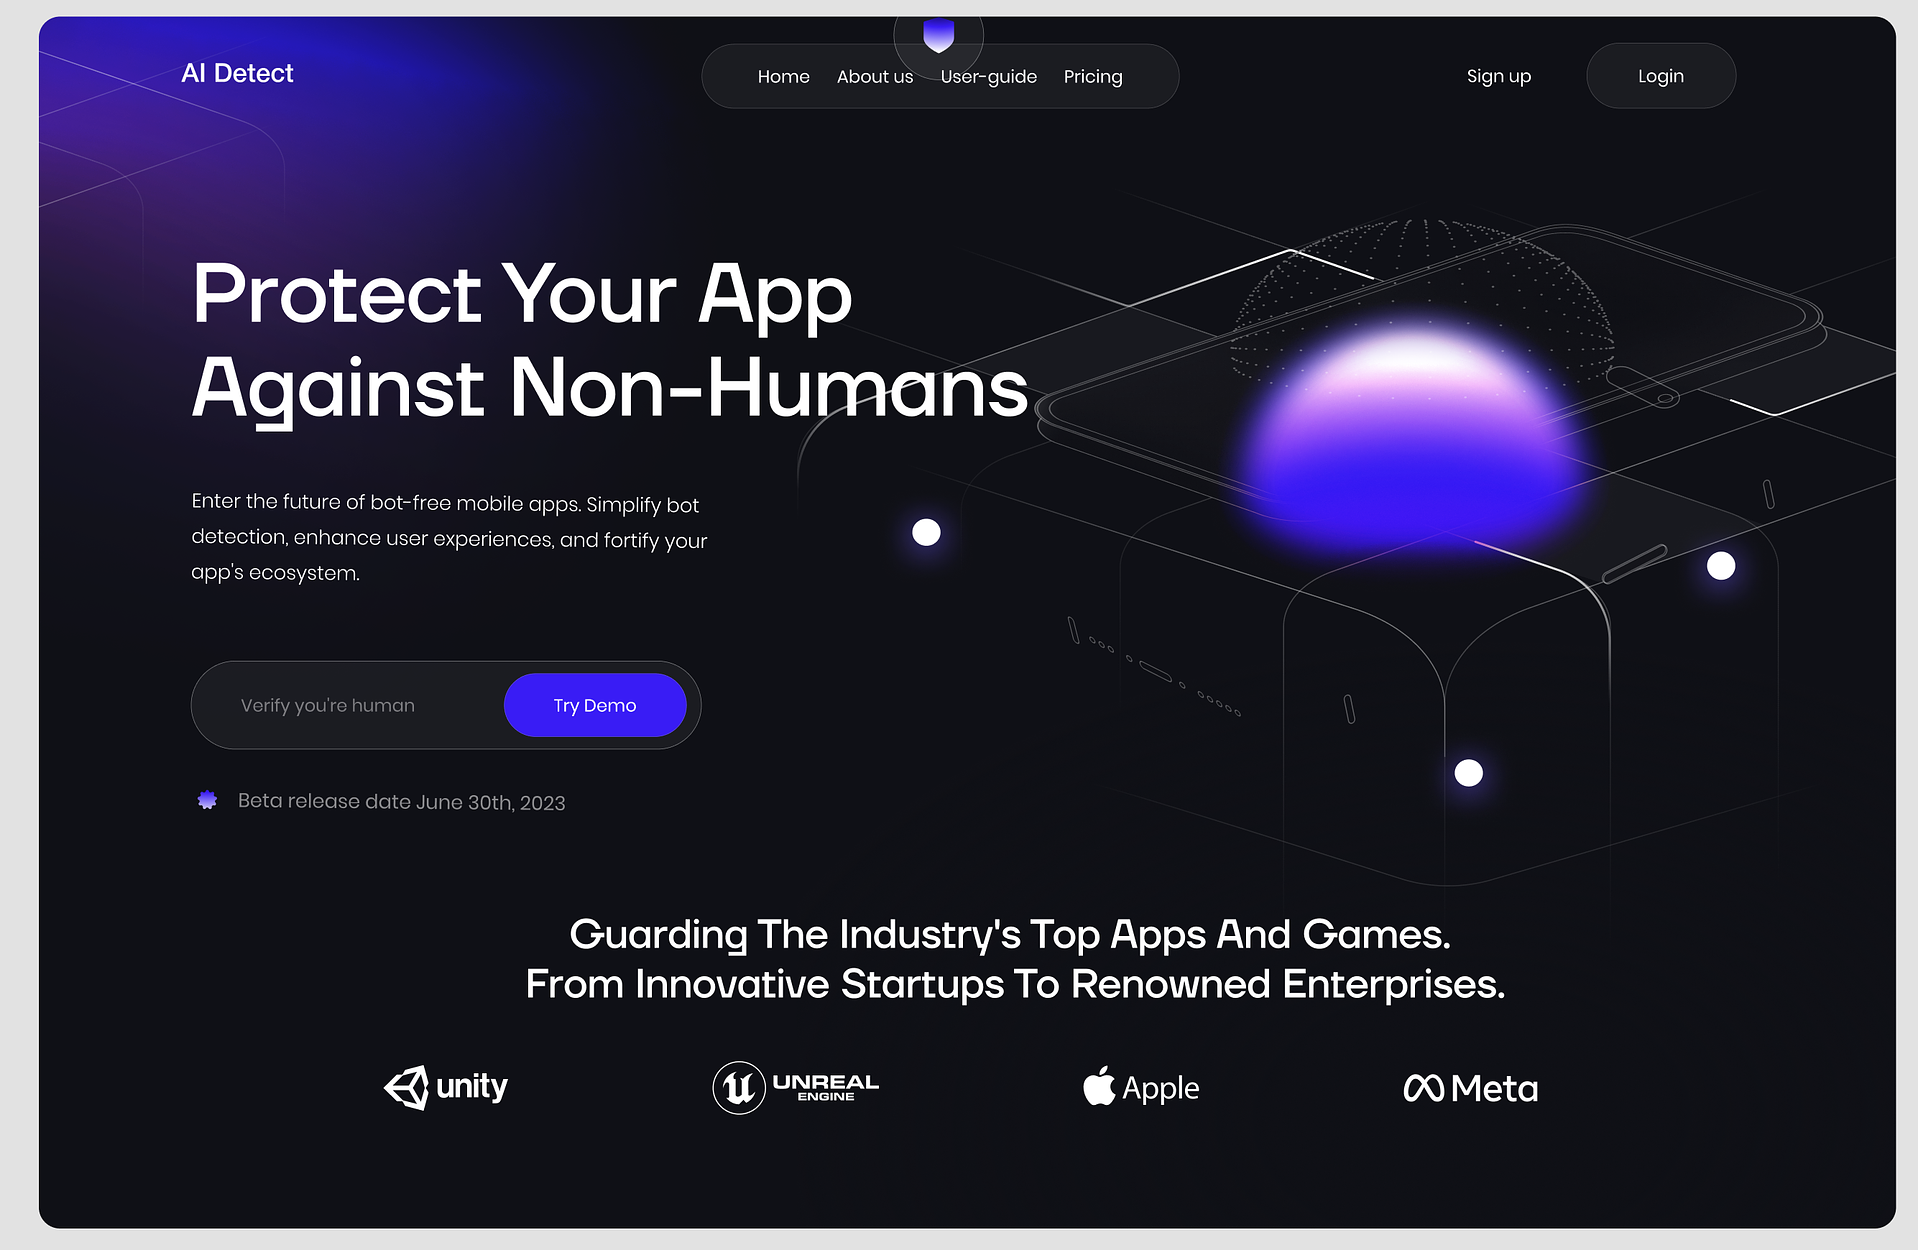 AI Detect
Home About us User-guide Pricing
Sign up
Login
Protect Your App
Against Non-Humans
Enter the future of bot-free mobile apps. Simplify bot
detection, enhance user experiences, and fortify your
app's ecosystem.
Verify you're human
Try Demo
Beta release date June 30th, 2023
Guarding The Industry's Top Apps And Games.
From Innovative Startups To Renowned Enterprises.
unity
UNREAL
ENGINE
Apple
Meta